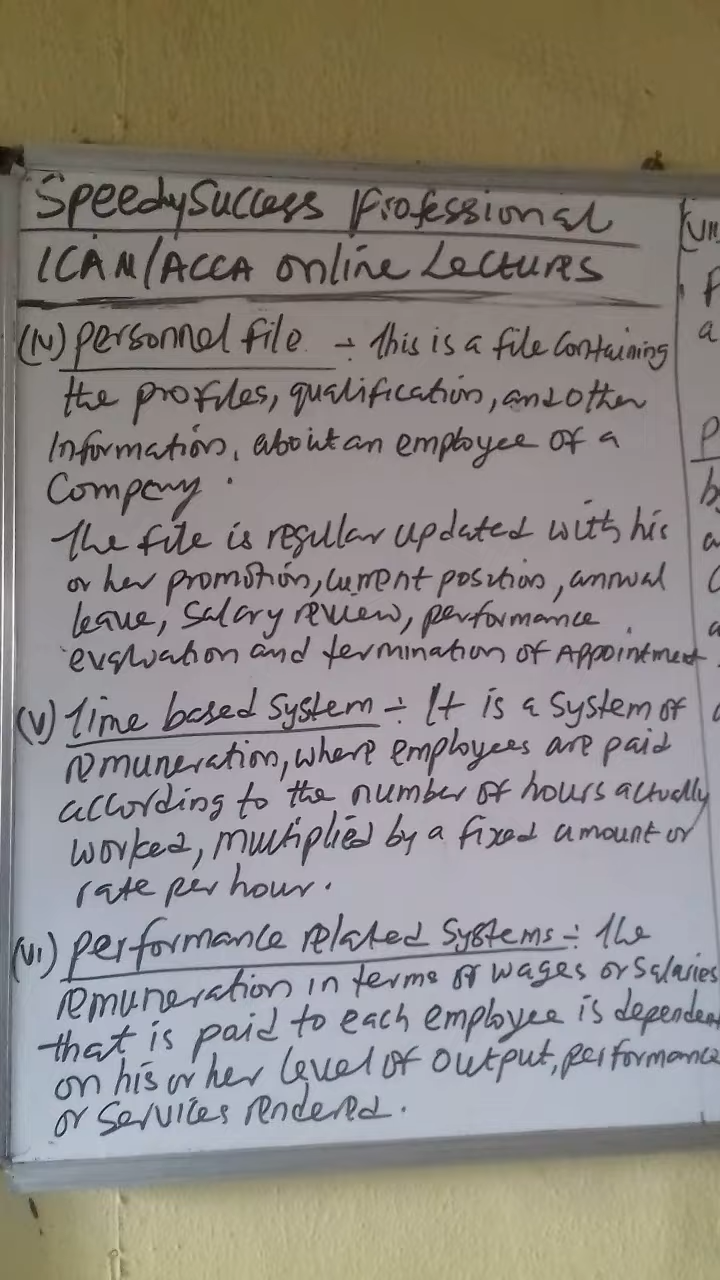 SpeedySuccess Professional
ICAN/ACCA Online Lectures
(IV) Personnel file :- This is a file containing
the profiles, qualification, and other
information, about an employee of a
Company.
The file is regular updated with his
or her promotion, current position, annual
leave, salary review, performance
evaluation and termination of Appointment.
(V) Time based System :- It is a System of
remuneration, where employees are paid
according to the number of hours actually
worked, multiplied by a fixed amount or
rate per hour.
(VI) Performance related Systems :- The
remuneration in terms of wages or Salaries
that is paid to each employee is dependen
on his or her level of output, performance
or services rendered.